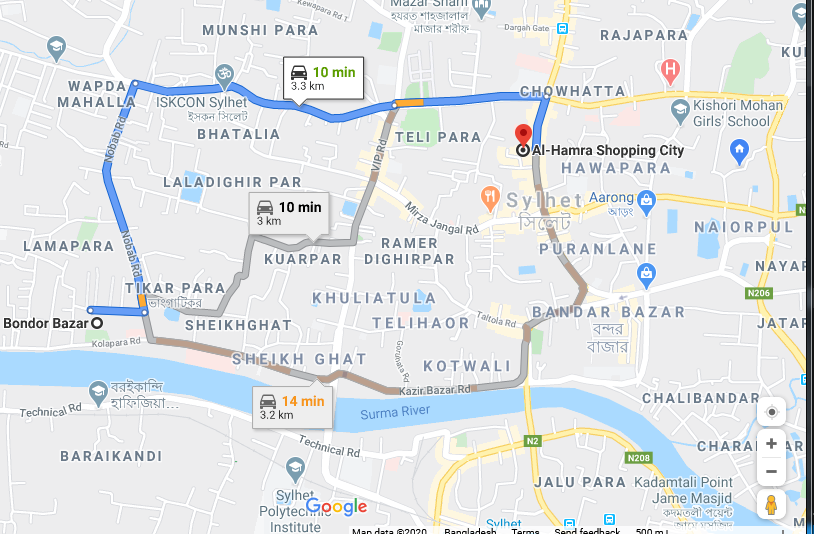 Kewapara Rd
Mazar Shari
হযরত শাহজালাল
মাজার শরীফ
Dargah Gate
MUNSHI PARA
RAJAPARA
KU
WAPDA
MAHALLA
10 min
3.3 km
ISKCON Sylhet
ইসকন সিলেট
CHOWHATTA
Kishori Mohan
Girls' School
BHATALIA
TELI PARA
Al-Hamra Shopping City
Nobab Rd
VIP Rd
HAWAPARA
LALADIGHIR PAR
Mirza Jangal Rd
Sylhet
সিলেট
Aarong
আড়ং
10 min
3 km
NAIORPUL
LAMAPARA
Nobab Rd
KUARPAR
RAMER
DIGHIRPAR
PURANLANE
NAYAR
TIKAR PARA
ভাংগাটিকর
KHULIATULA
N206
Bondor Bazar
SHEIKHGHAT
TELIHAOR
Taltola Rd
BANDAR BAZAR
বন্দর
বাজার
JATAR
Kolapara Rd
SHEIKH GHAT
KOTWALI
Kazir Bazar Rd
14 min
3.2 km
Surma River
বরইকান্দি
হাফিজিয়া...
Technical Rd
CHALIBANDAR
Technical Rd
N2
CHARA
BARAIKANDI
N208
JALU PARA
Kadamtali Point
Jame Masjid
কদমতলী পয়েন্ট
Sylhet
Polytechnic
Institute
Google
Sylhet
Map data ©2020
Bangladesh
Terms
Send feedback
500 m